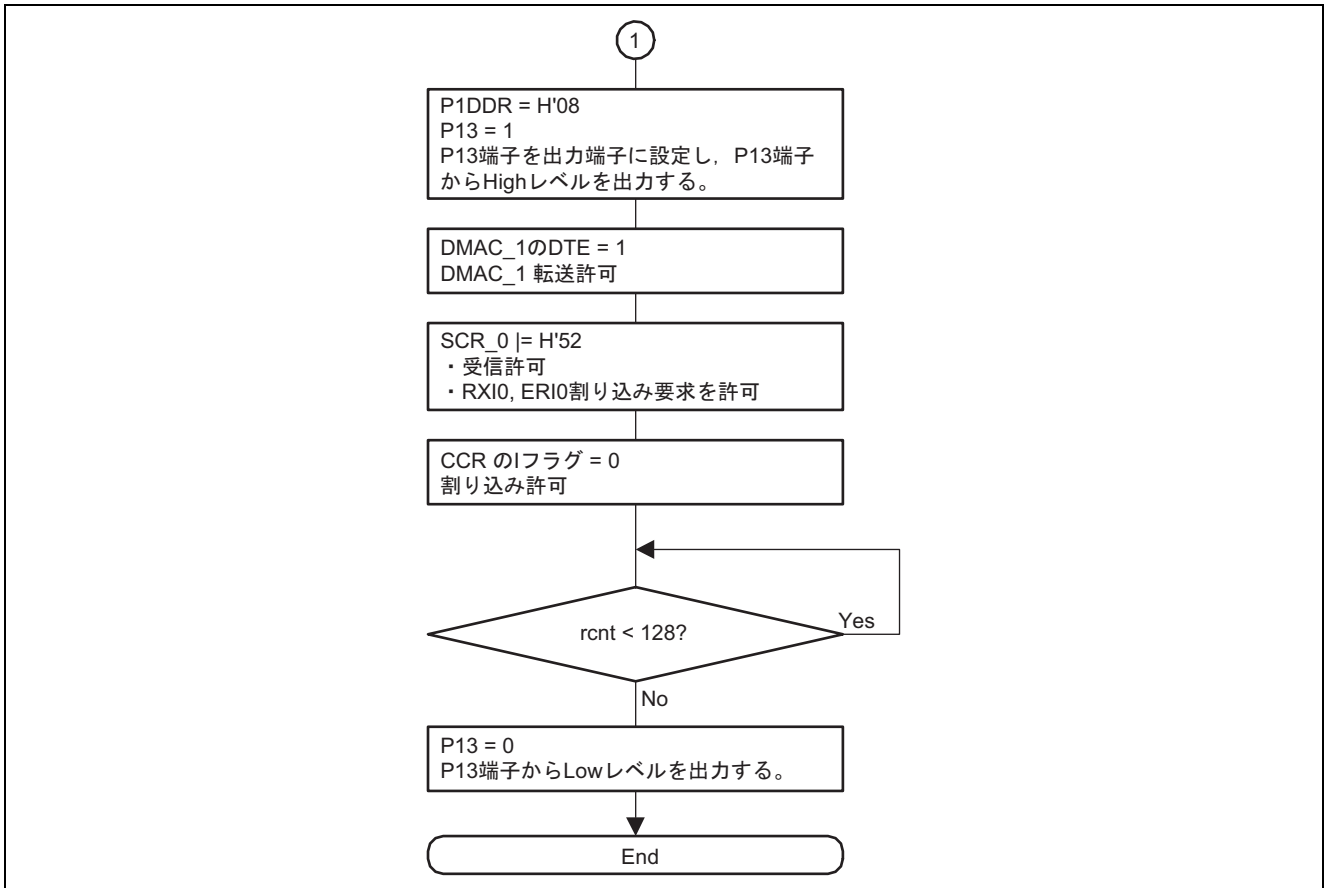 1
P1DDR = H'08
P13 = 1
P13端子を出力端子に設定し，P13端子
からHighレベルを出力する。
DMAC_1のDTE = 1
DMAC_1 転送許可
SCR_0 |= H'52
・受信許可
・RXI0, ERI0割り込み要求を許可
CCR のIフラグ = 0
割り込み許可
rcnt < 128?
Yes
No
P13 = 0
P13端子からLowレベルを出力する。
End